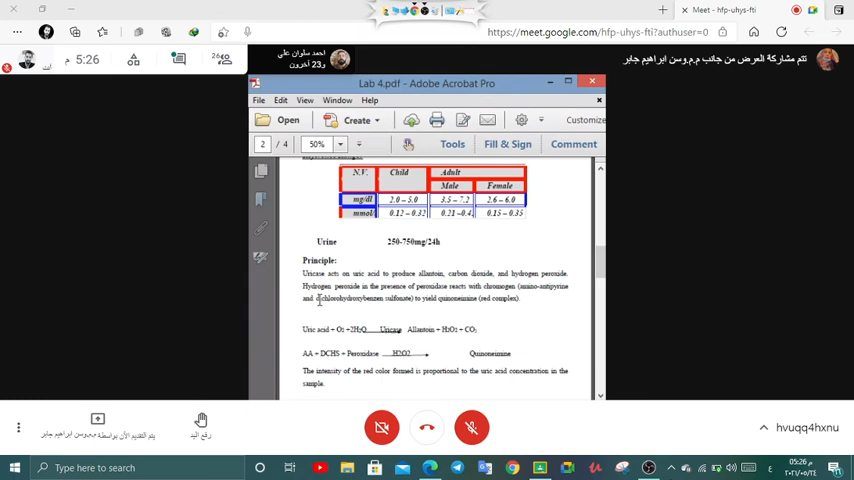 Meet - hfp-uhys-fti
https://meet.google.com/hfp-uhys-fti?authuser=0
م 5:26
26
أنت
احمد سلوان علي
و23 آخرون
تتم مشاركة العرض من جانب م.م.وسن ابراهيم جابر
Lab 4.pdf - Adobe Acrobat Pro
File Edit View Window Help
Open Create Customize
2 / 4 50% Tools Fill & Sign Comment
N.V. Child Adult
Male Female
mg/dl 2.0 – 5.0 3.5 – 7.2 2.6 – 6.0
mmol/ 0.12 – 0.32 0.21 –0.4 0.15 – 0.35
Urine 250-750mg/24h
Principle:
Uricase acts on uric acid to produce allantoin, carbon dioxide, and hydrogen peroxide.
Hydrogen peroxide in the presence of peroxidase reacts with chromogen (amino-antipyrine
and dichlorohydroxybenzen sulfonate) to yield quinoneimine (red complex).
Uric acid + O₂ +2H₂O Uricase Allantoin + H₂O₂ + CO₂
AA + DCHS + Peroxidase H2O2 Quinoneimine
The intensity of the red color formed is proportional to the uric acid concentration in the
sample.
يتم التقديم الآن بواسطة م.م.وسن ابراهيم جابر
رفع اليد
hvuqq4hxnu
Type here to search
ع
م 05:26
٢٠٢١/٠٥/٢٤